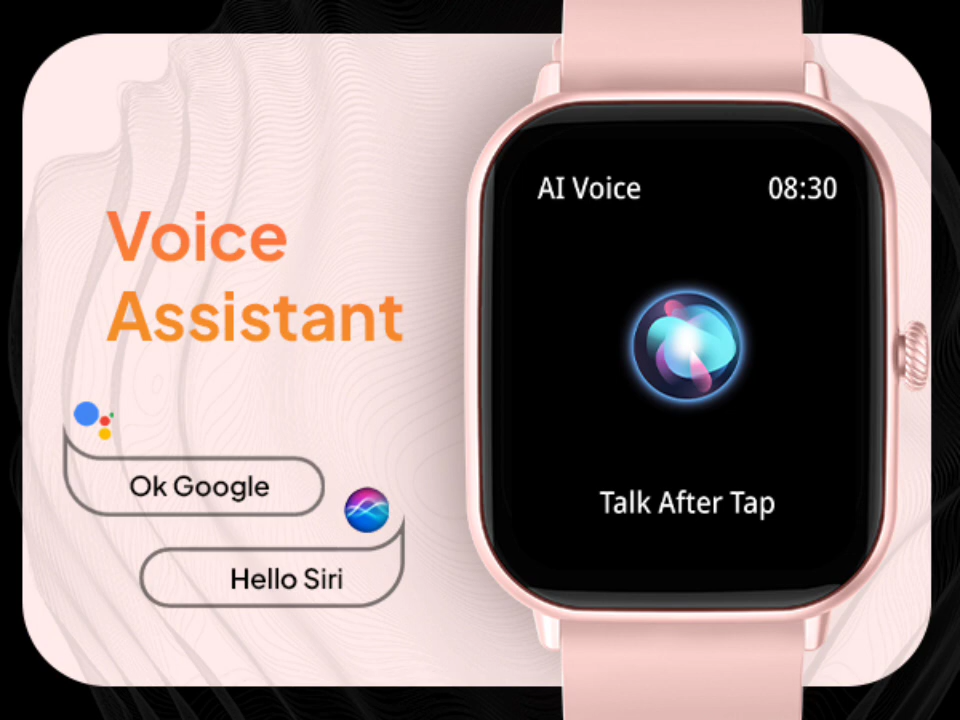 Voice
Assistant
Ok Google
Hello Siri
AI Voice 08:30
Talk After Tap